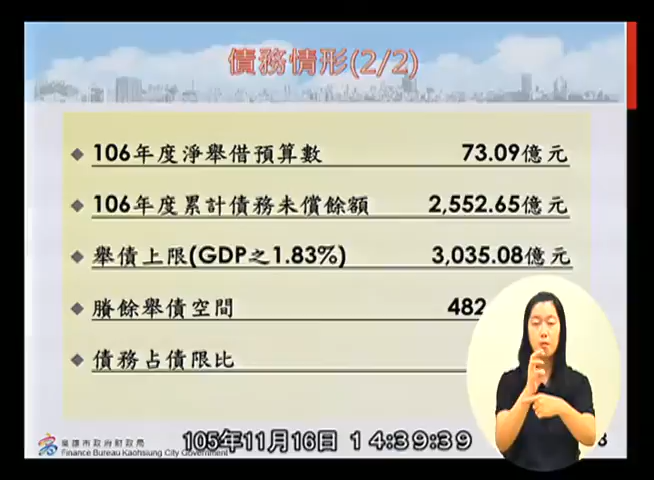 債務情形(2/2)
106年度淨舉借預算數 73.09億元
106年度累計債務未償餘額 2,552.65億元
舉債上限(GDP之1.83%) 3,035.08億元
賸餘舉債空間 482
債務占債限比
高雄市政府財政局
Finance Bureau Kaohsiung City Government
105年11月16日 14:39:39